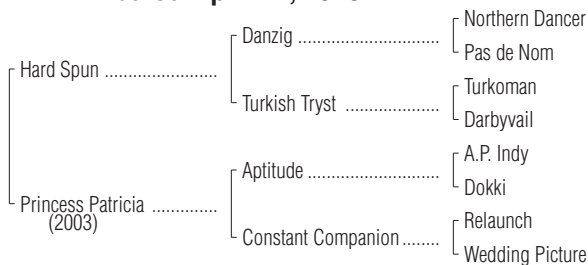 Northern Dancer
Danzig ................................
Pas de Nom
Hard Spun ...........................
Turkoman
Turkish Tryst ......................
Darbyvail
A.P. Indy
Aptitude ...............................
Dokki
Princess Patricia ................
(2003)
Relaunch
Constant Companion ........
Wedding Picture